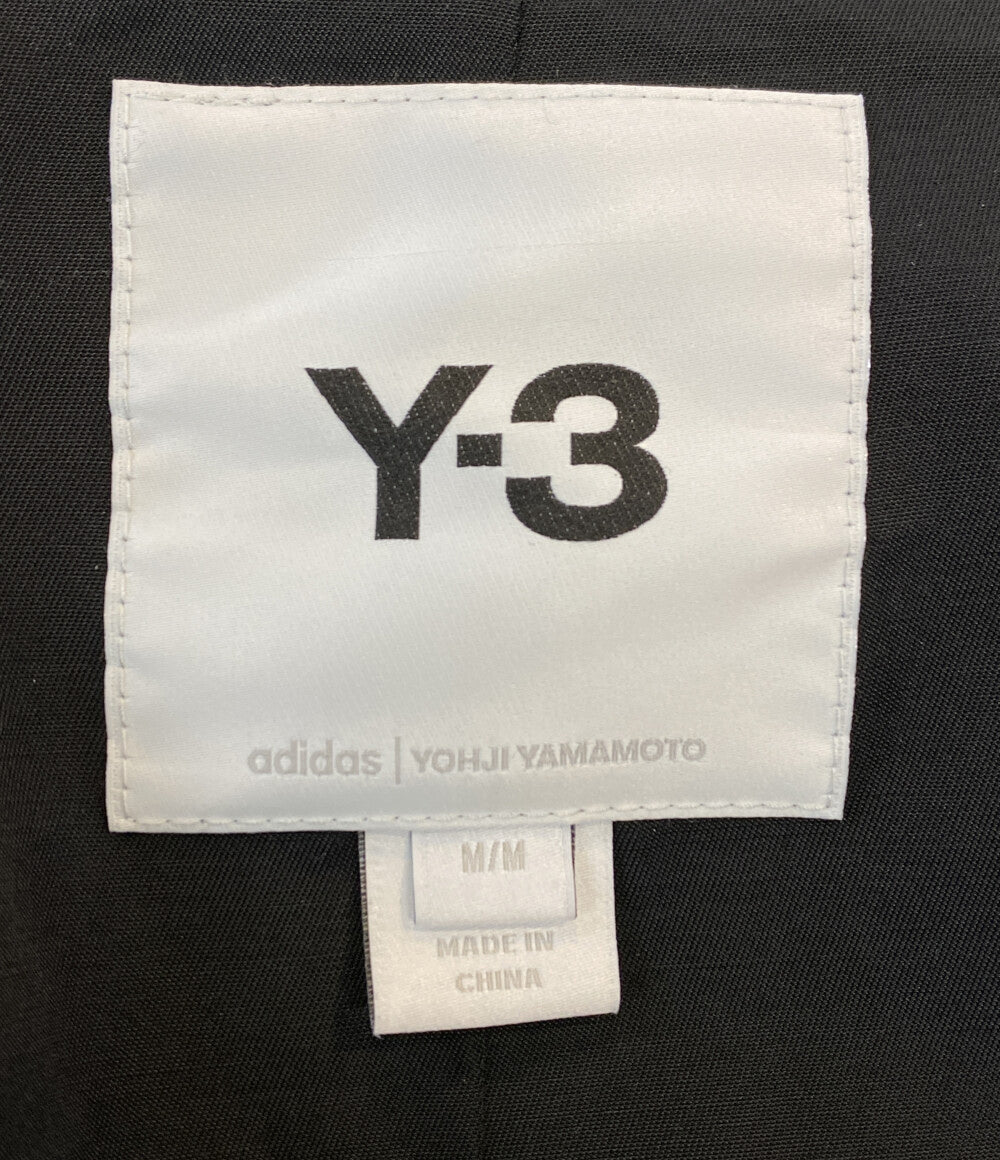 Y-3
adidas | YOHJI YAMAMOTO
M/M
MADE IN
CHINA